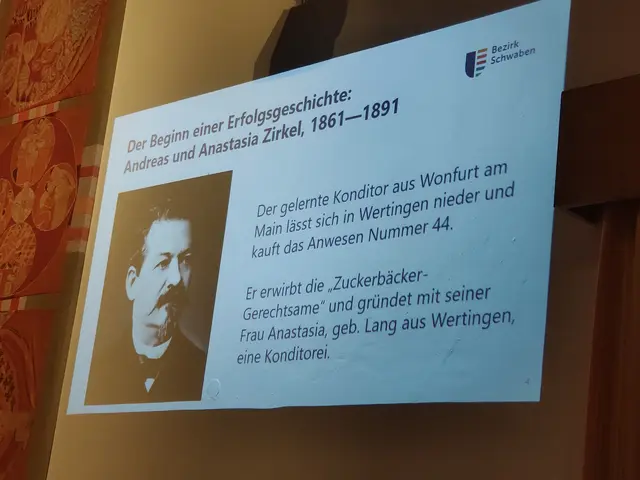 Bezirk
Schwaben
Der Beginn einer Erfolgsgeschichte:
Andreas und Anastasia Zirkel, 1861—1891
Der gelernte Konditor aus Wonfurt am
Main lässt sich in Wertingen nieder und
kauft das Anwesen Nummer 44.
Er erwirbt die „Zuckerbäcker-
Gerechtsame“ und gründet mit seiner
Frau Anastasia, geb. Lang aus Wertingen,
eine Konditorei.